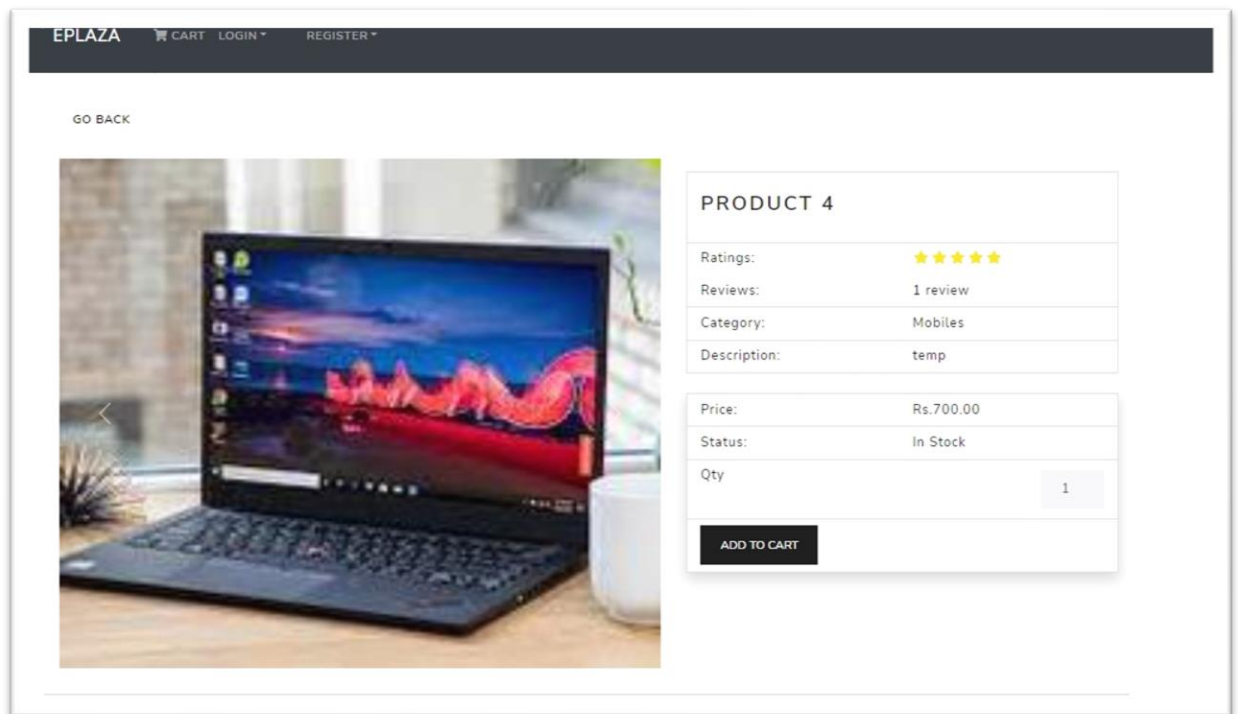 EPLAZA CART LOGIN REGISTER
GO BACK
PRODUCT 4
Ratings:
Reviews: 1 review
Category: Mobiles
Description: temp
Price: Rs.700.00
Status: In Stock
Qty 1
ADD TO CART